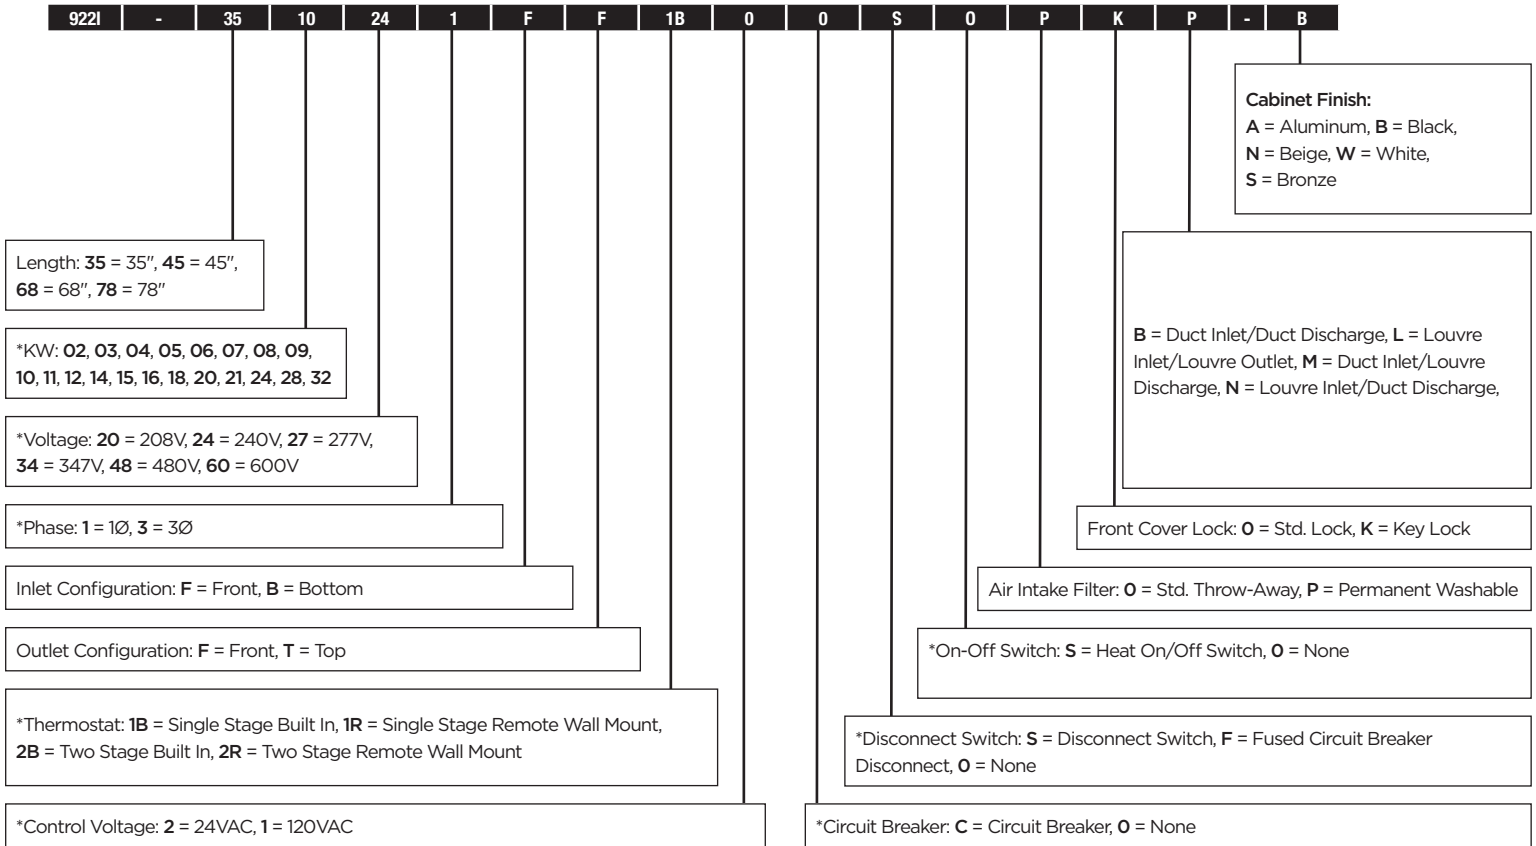 922I - 35 10 24 1 F F 1B 0 0 S 0 P K P - B
Cabinet Finish:
A = Aluminum, B = Black,
N = Beige, W = White,
S = Bronze
Length: 35 = 35", 45 = 45",
68 = 68", 78 = 78"
B = Duct Inlet/Duct Discharge, L = Louvre
Inlet/Louvre Outlet, M = Duct Inlet/Louvre
Discharge, N = Louvre Inlet/Duct Discharge,
*KW: 02, 03, 04, 05, 06, 07, 08, 09,
10, 11, 12, 14, 15, 16, 18, 20, 21, 24, 28, 32
*Voltage: 20 = 208V, 24 = 240V, 27 = 277V,
34 = 347V, 48 = 480V, 60 = 600V
*Phase: 1 = 1Ø, 3 = 3Ø
Front Cover Lock: 0 = Std. Lock, K = Key Lock
Inlet Configuration: F = Front, B = Bottom
Air Intake Filter: 0 = Std. Throw-Away, P = Permanent Washable
Outlet Configuration: F = Front, T = Top
*On-Off Switch: S = Heat On/Off Switch, 0 = None
*Thermostat: 1B = Single Stage Built In, 1R = Single Stage Remote Wall Mount,
2B = Two Stage Built In, 2R = Two Stage Remote Wall Mount
*Disconnect Switch: S = Disconnect Switch, F = Fused Circuit Breaker
Disconnect, 0 = None
*Control Voltage: 2 = 24VAC, 1 = 120VAC
*Circuit Breaker: C = Circuit Breaker, 0 = None